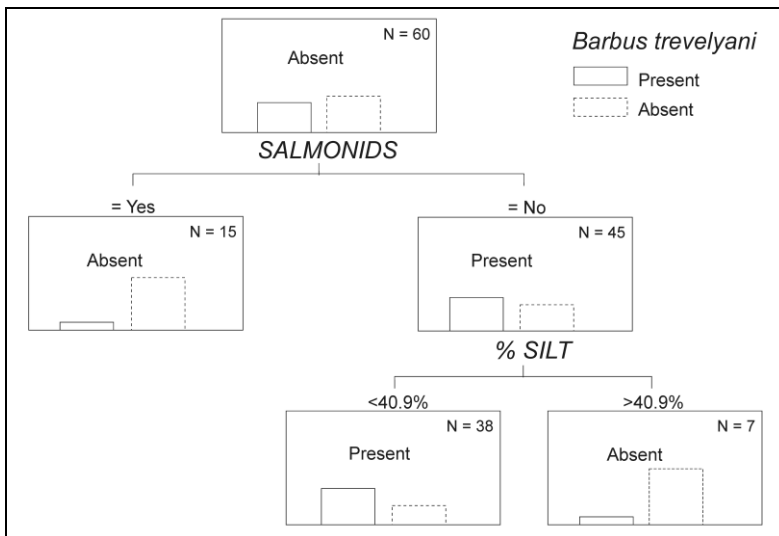 N = 60
Absent
Barbus trevelyani
Present
Absent
SALMONIDS
= Yes
= No
N = 15
Absent
N = 45
Present
% SILT
<40.9%
>40.9%
N = 38
Present
N = 7
Absent